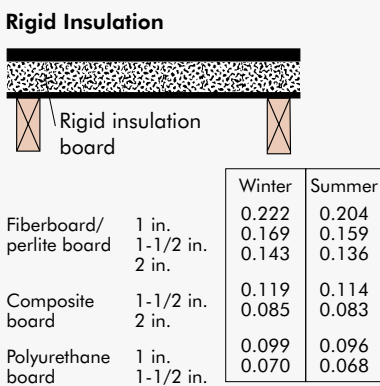 Rigid Insulation
Rigid insulation
board
Winter Summer
Fiberboard/ 1 in. 0.222 0.204
perlite board 1-1/2 in. 0.169 0.159
2 in. 0.143 0.136
Composite 1-1/2 in. 0.119 0.114
board 2 in. 0.085 0.083
Polyurethane 1 in. 0.099 0.096
board 1-1/2 in. 0.070 0.068